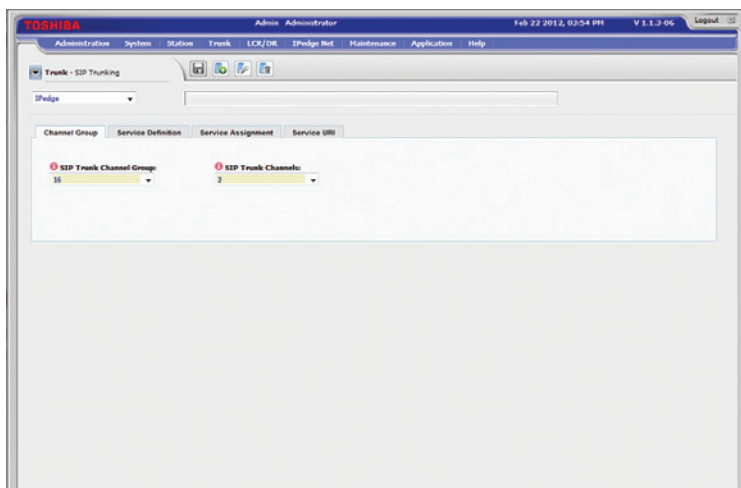 TOSHIBA
Admin Administrator
Feb 22 2012, 03:54 PM
V 1.1.3-06
Logout
Administration System Station Trunk LCR/DR IPedge Net Maintenance Application Help
Trunk - SIP Trunking
IPedge
Channel Group Service Definition Service Assignment Service URI
SIP Trunk Channel Group: SIP Trunk Channels:
16 3